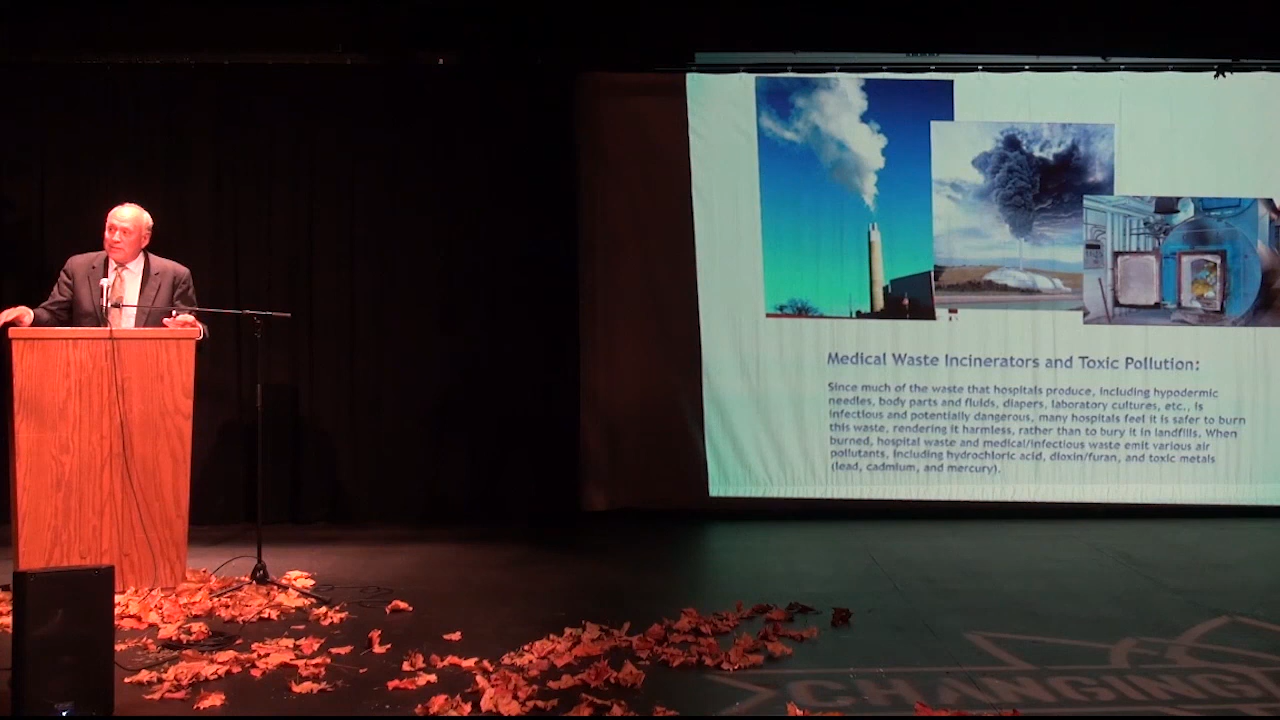 Medical Waste Incinerators and Toxic Pollution:
Since much of the waste that hospitals produce, including hypodermic
needles, body parts and fluids, diapers, laboratory cultures, etc., is
infectious and potentially dangerous, many hospitals feel it is safer to burn
this waste, rendering it harmless, rather than to bury it in landfills. When
burned, hospital waste and medical/infectious waste emit various air
pollutants, including hydrochloric acid, dioxin/furan, and toxic metals
(lead, cadmium, and mercury).
CHANGING